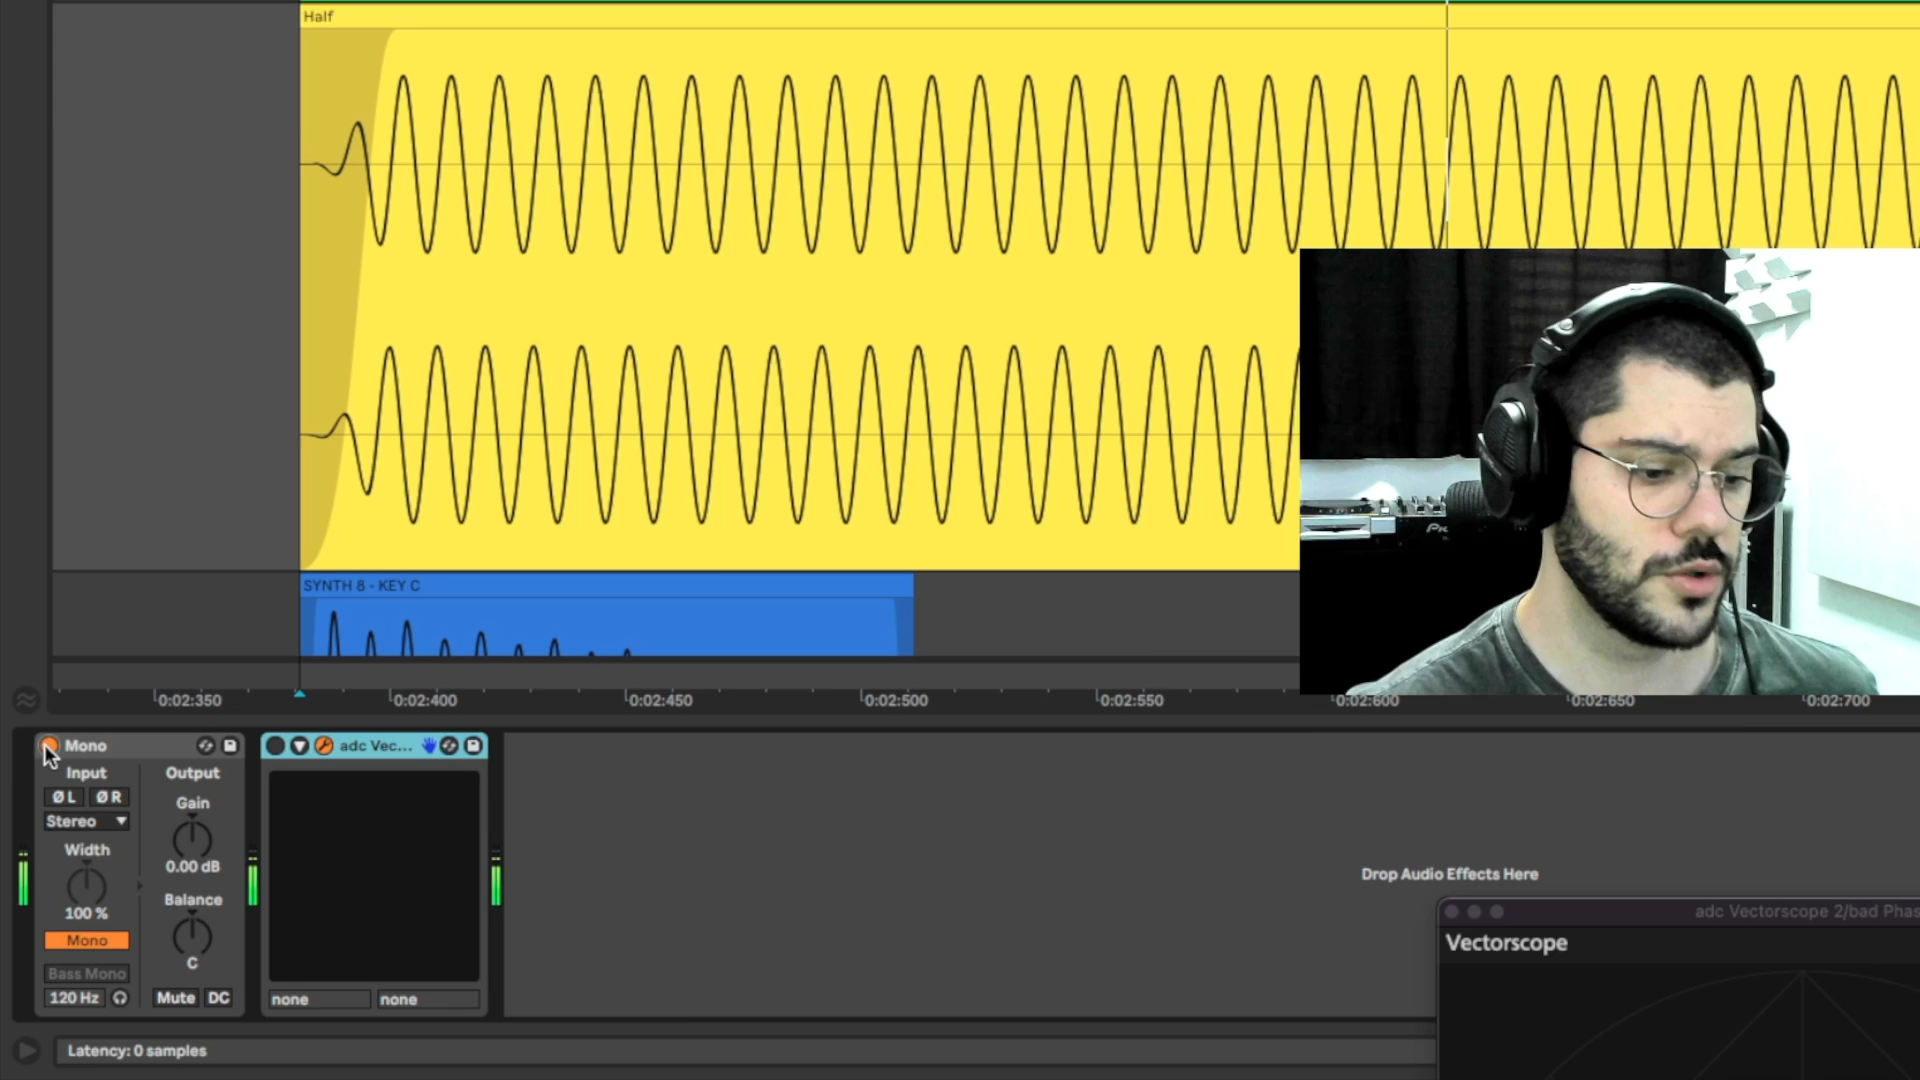 Half
SYNTH 8 - KEY C
0:02:350
0:02:400
0:02:450
0:02:500
0:02:550
0:02:600
0:02:650
0:02:700
Mono
Input
Ø L Ø R
Stereo
Width
100 %
Mono
Bass Mono
120 Hz
Output
Gain
0.00 dB
Balance
C
Mute DC
adc Vec...
none none
Drop Audio Effects Here
adc Vectorscope 2/bad Phas
Vectorscope
Latency: 0 samples